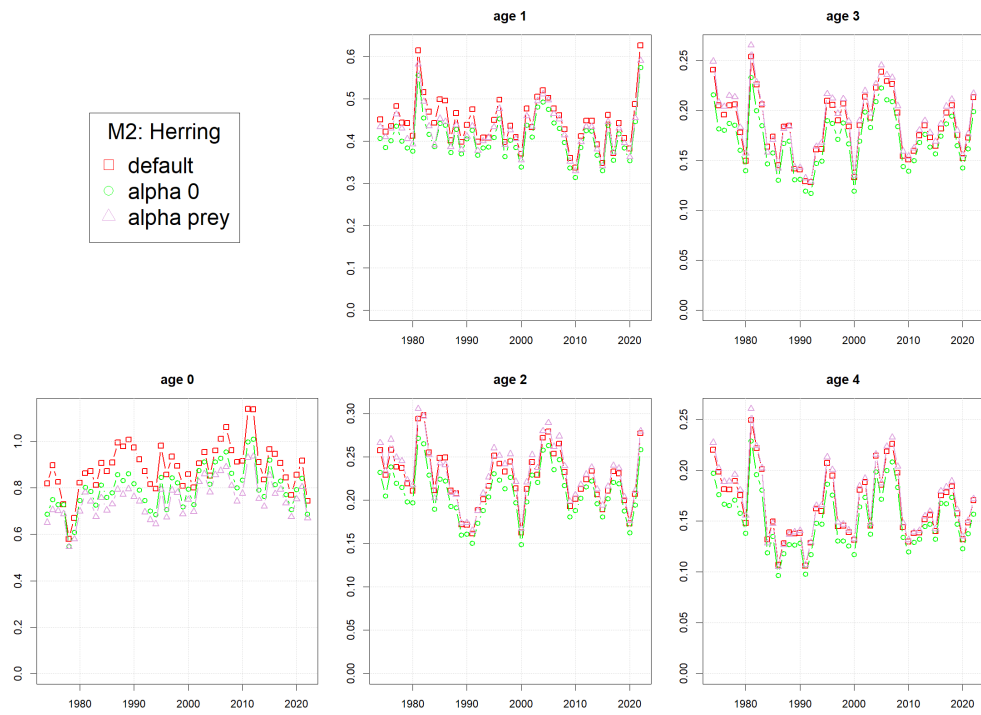 age 1
age 3
M2: Herring
default
alpha 0
alpha prey
0.0 0.1 0.2 0.3 0.4 0.5 0.6
0.00 0.05 0.10 0.15 0.20 0.25
1980 1990 2000 2010 2020
1980 1990 2000 2010 2020
age 0
age 2
age 4
0.0 0.2 0.4 0.6 0.8 1.0
0.00 0.05 0.10 0.15 0.20 0.25 0.30
0.00 0.05 0.10 0.15 0.20 0.25
1980 1990 2000 2010 2020
1980 1990 2000 2010 2020
1980 1990 2000 2010 2020